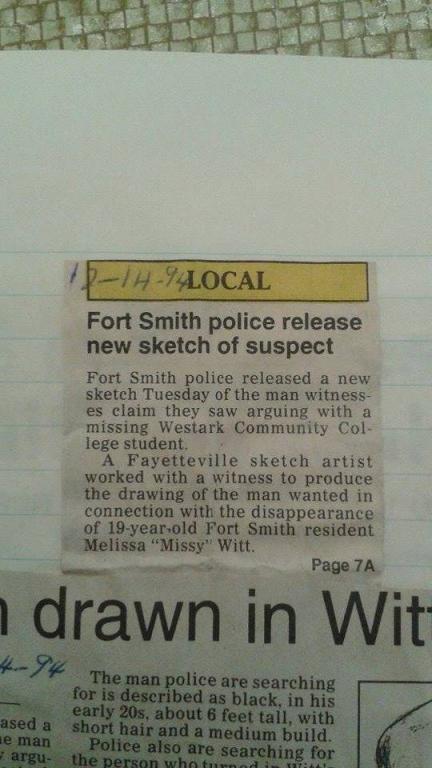 12-14-94 LOCAL
Fort Smith police release
new sketch of suspect
Fort Smith police released a new
sketch Tuesday of the man witness-
es claim they saw arguing with a
missing Westark Community Col-
lege student.
A Fayetteville sketch artist
worked with a witness to produce
the drawing of the man wanted in
connection with the disappearance
of 19-year-old Fort Smith resident
Melissa "Missy" Witt.
Page 7A
drawn in Witt
4-94
The man police are searching
for is described as black, in his
early 20s, about 6 feet tall, with
short hair and a medium build.
Police also are searching for
the person who turned in Witt's
ased a
man
argu-